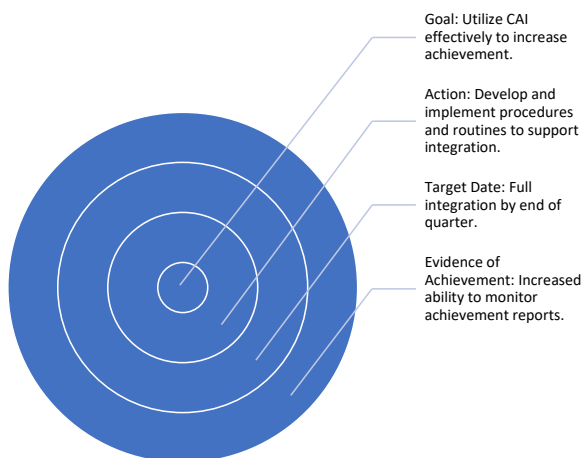 Goal: Utilize CAI
effectively to increase
achievement.
Action: Develop and
implement procedures
and routines to support
integration.
Target Date: Full
integration by end of
quarter.
Evidence of
Achievement: Increased
ability to monitor
achievement reports.